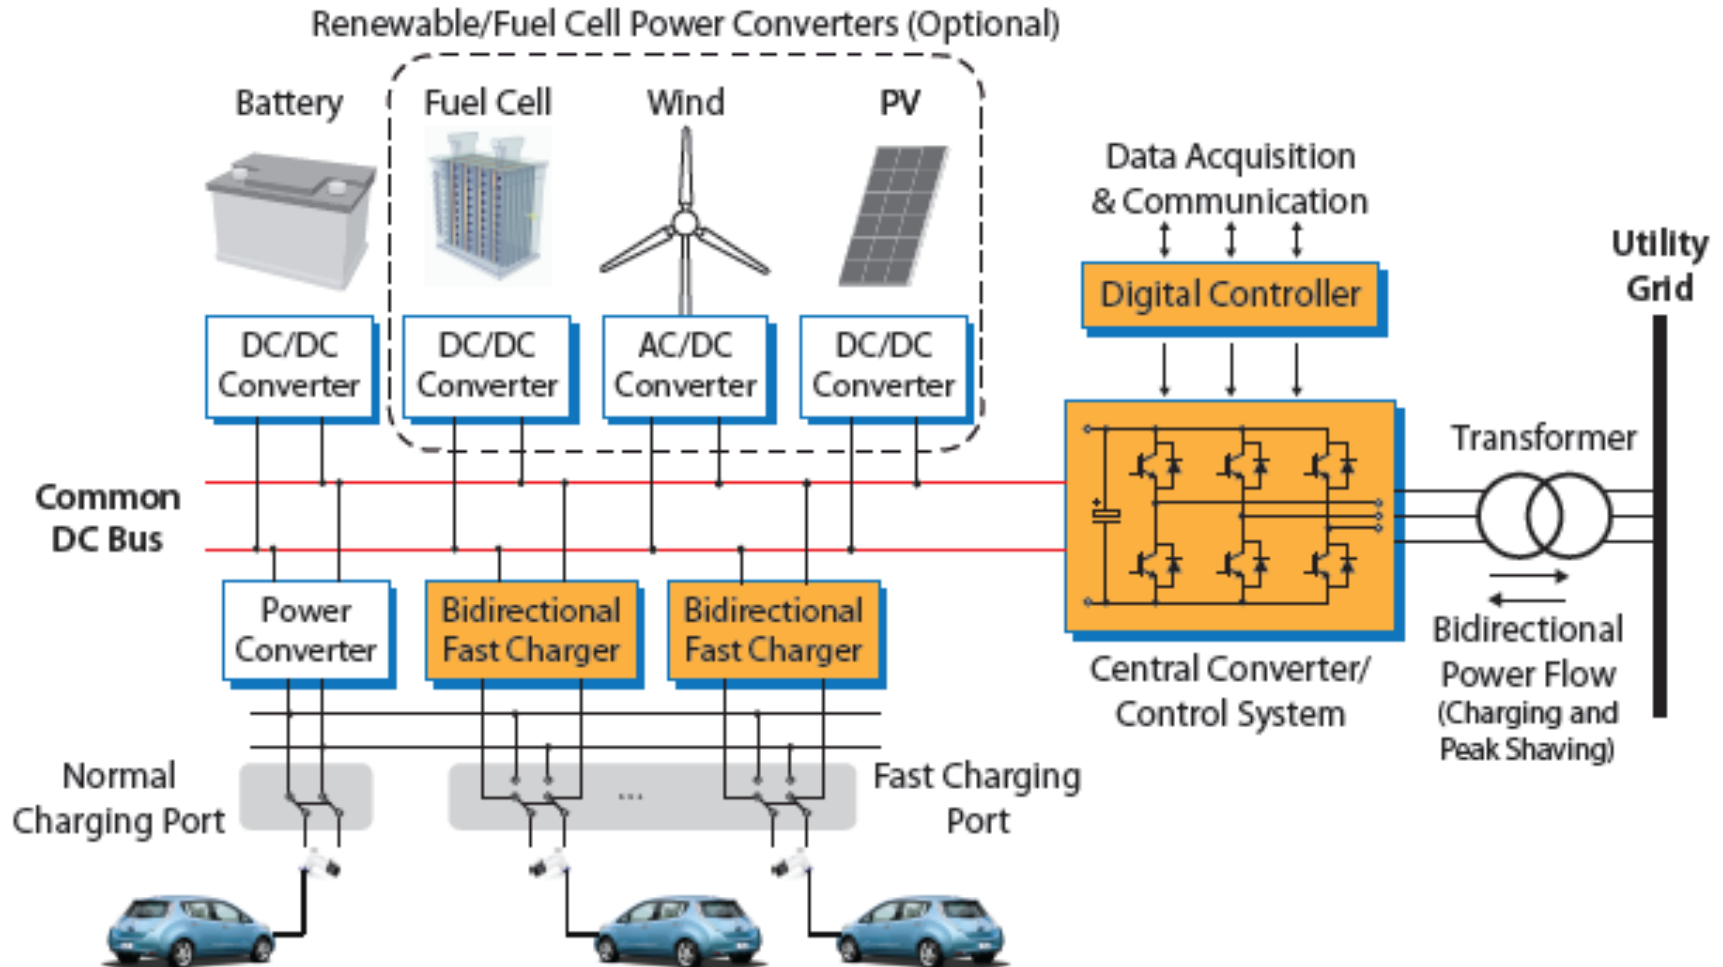 Renewable/Fuel Cell Power Converters (Optional)
Battery
Fuel Cell
Wind
PV
Data Acquisition
& Communication
Utility
Grid
Digital Controller
DC/DC
Converter
DC/DC
Converter
AC/DC
Converter
DC/DC
Converter
Transformer
Common
DC Bus
+
Power
Converter
Bidirectional
Fast Charger
Bidirectional
Fast Charger
Central Converter/
Control System
Bidirectional
Power Flow
(Charging and
Peak Shaving)
Normal
Charging Port
...
Fast Charging
Port